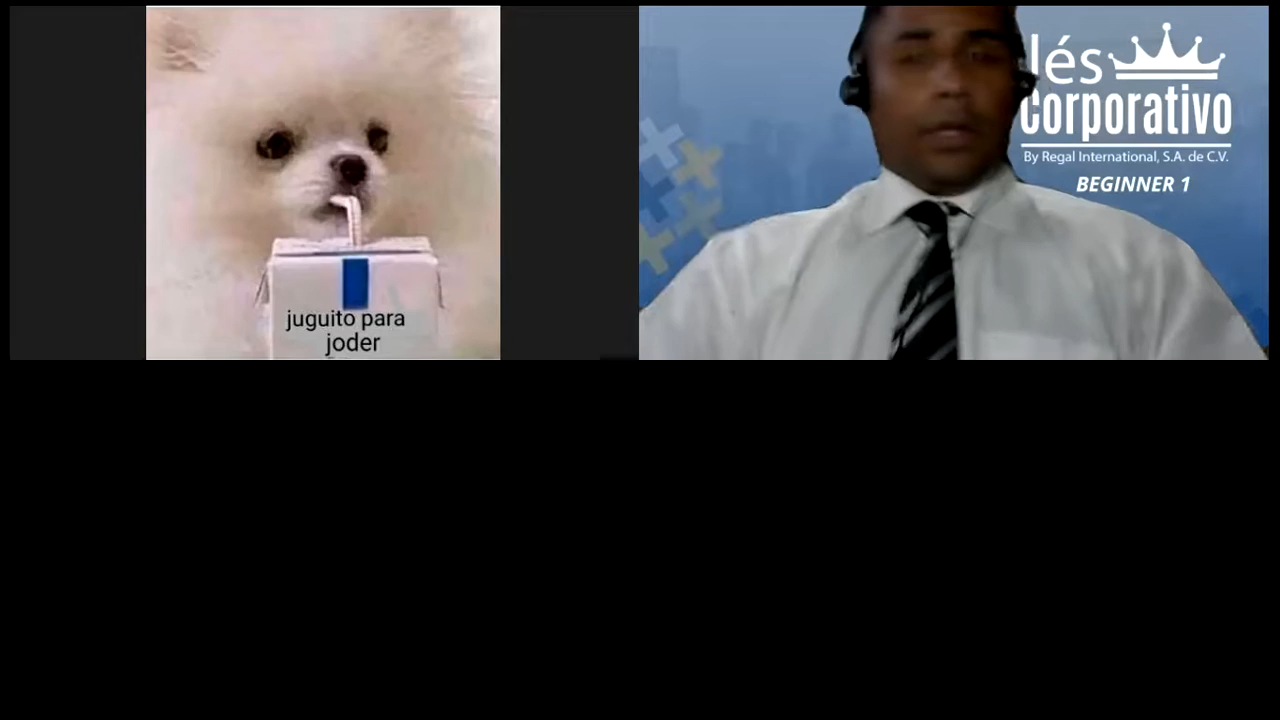 juguito para
joder
lés
Corporativo
By Regal International, S.A. de C.V.
BEGINNER 1